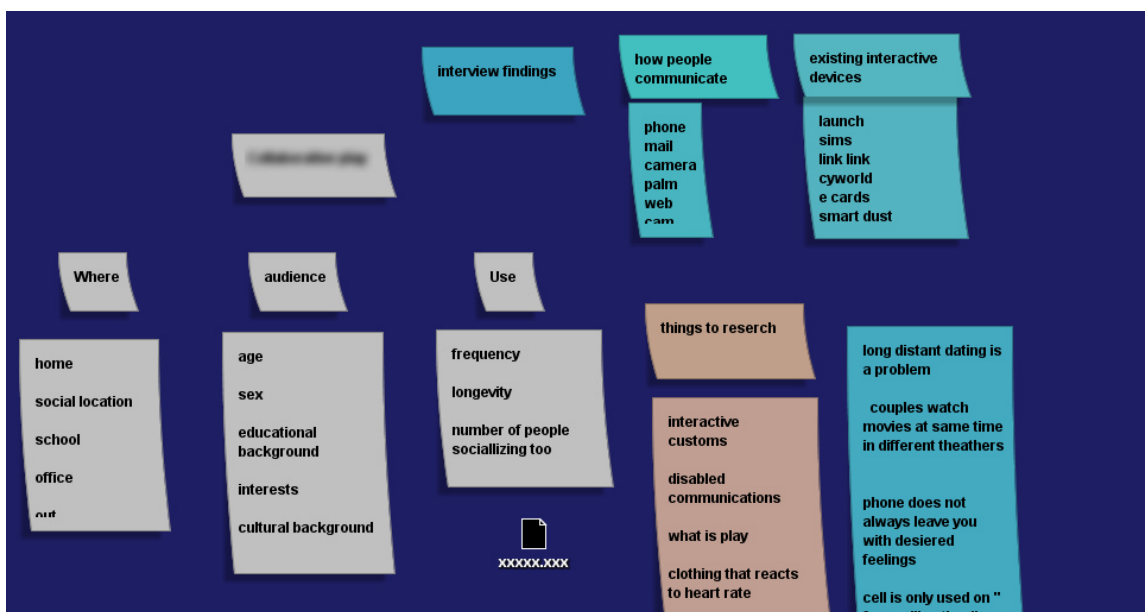 interview findings
how people
communicate
existing interactive
devices
phone
mail
camera
palm
web
cam
launch
sims
link link
cyworld
e cards
smart dust
Where
audience
Use
home
social location
school
office
out
age
sex
educational
background
interests
cultural background
frequency
longevity
number of people
sociallizing too
xxxxx.xxx
things to reserch
interactive
customs
disabled
communications
what is play
clothing that reacts
to heart rate
long distant dating is
a problem
couples watch
movies at same time
in different theathers
phone does not
always leave you
with desiered
feelings
cell is only used on "